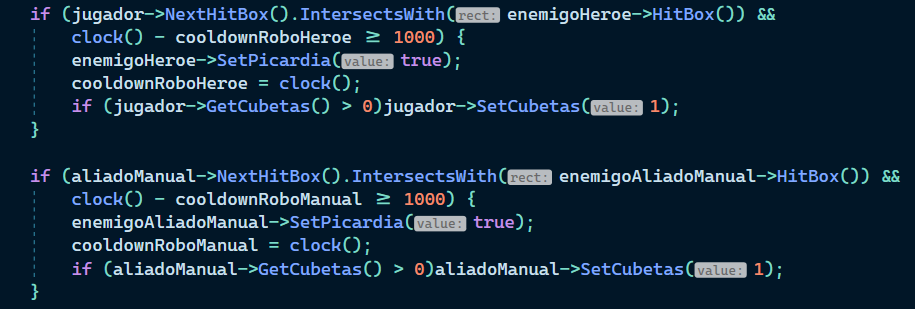 if (jugador->NextHitBox().IntersectsWith(rect: enemigoHeroe->HitBox()) &&
clock() - cooldownRoboHeroe ≥ 1000) {
enemigoHeroe->SetPicardia(value: true);
cooldownRoboHeroe = clock();
if (jugador->GetCubetas() > 0)jugador->SetCubetas(value: 1);
}
if (aliadoManual->NextHitBox().IntersectsWith(rect: enemigoAliadoManual->HitBox()) &&
clock() - cooldownRoboManual ≥ 1000) {
enemigoAliadoManual->SetPicardia(value: true);
cooldownRoboManual = clock();
if (aliadoManual->GetCubetas() > 0)aliadoManual->SetCubetas(value: 1);
}